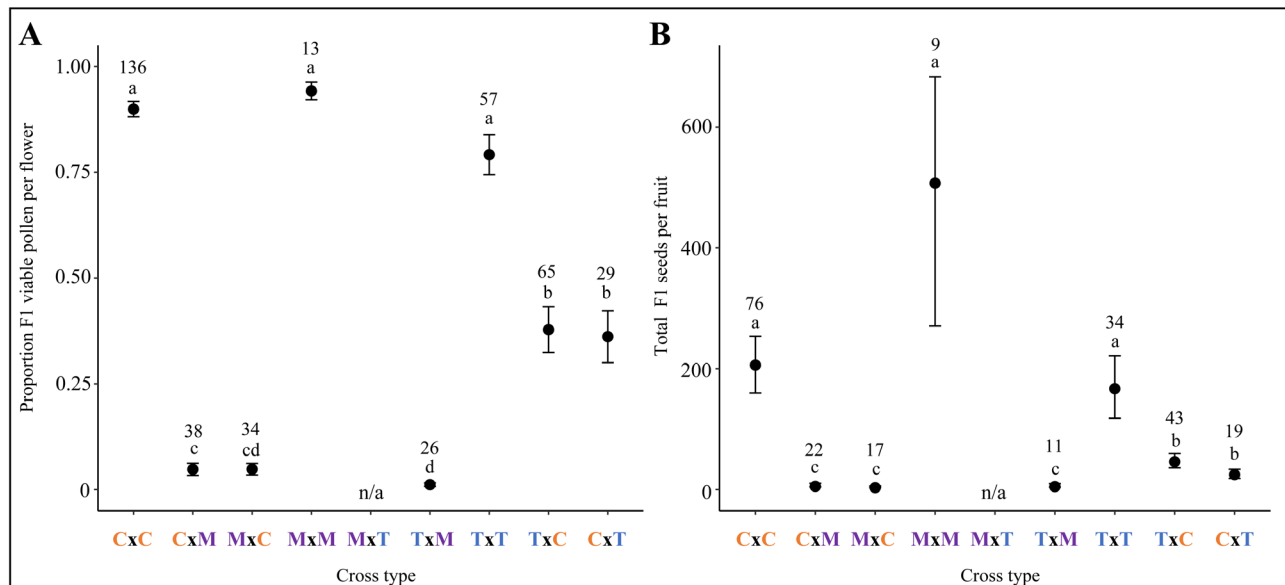 A
Proportion F1 viable pollen per flower
1.00
0.75
0.50
0.25
0
136
a
38
c
34
cd
13
a
n/a
26
d
57
a
65
b
29
b
CxC CxM MxC MxM MxT TxM TxT TxC CxT
Cross type
B
Total F1 seeds per fruit
600
400
200
0
76
a
22
c
17
c
9
a
n/a
11
c
34
a
43
b
19
b
CxC CxM MxC MxM MxT TxM TxT TxC CxT
Cross type